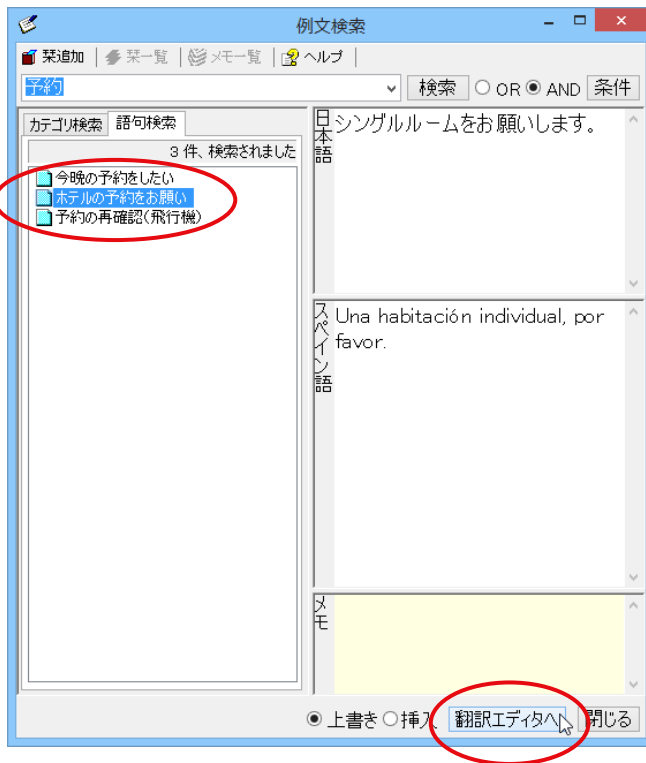 例文検索
栞追加 栞一覧 メモ一覧 ヘルプ
予約 検索 OR AND 条件
カテゴリ検索 語句検索
3 件、検索されました
今晩の予約をしたい
ホテルの予約をお願い
予約の再確認(飛行機)
日本語
シングルルームをお願いします。
スペイン語
Una habitación individual, por
favor.
メモ
上書き 挿入 翻訳エディタへ 閉じる